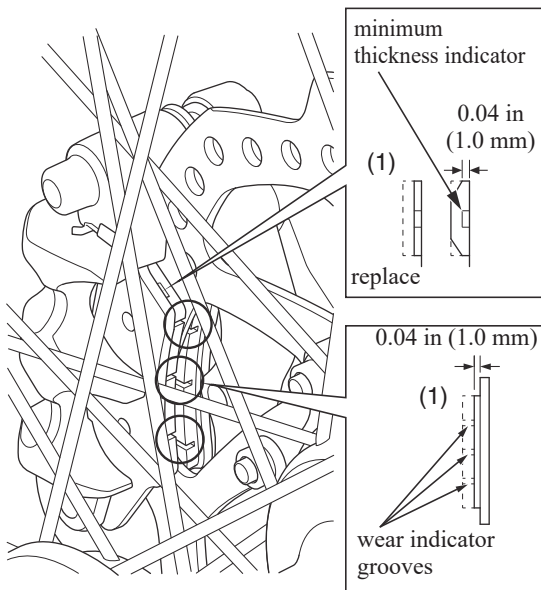 minimum
thickness indicator
0.04 in
(1.0 mm)
(1)
replace
0.04 in (1.0 mm)
(1)
wear indicator
grooves